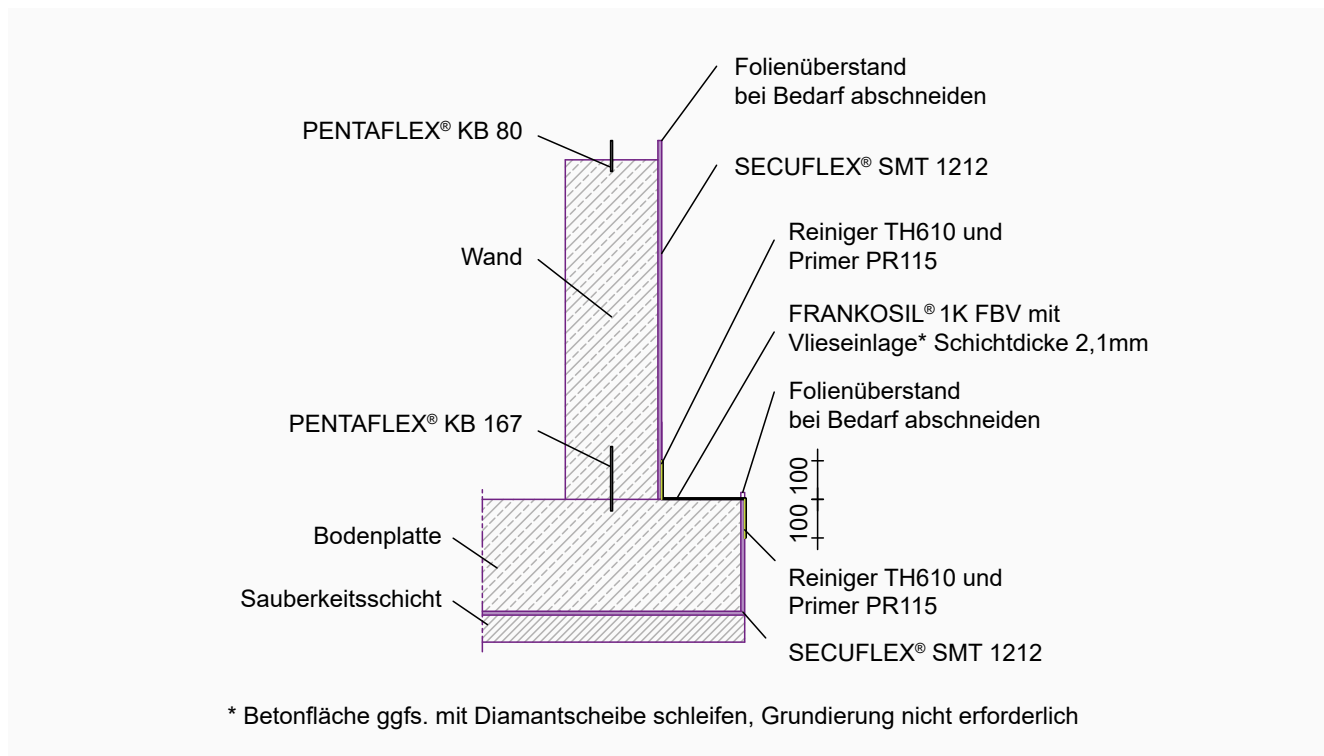 Folienüberstand
bei Bedarf abschneiden
PENTAFLEX® KB 80
SECUFLEX® SMT 1212
Reiniger TH610 und
Primer PR115
Wand
FRANKOSIL® 1K FBV mit
Vlieseinlage* Schichtdicke 2,1mm
Folienüberstand
bei Bedarf abschneiden
PENTAFLEX® KB 167
100
100
Bodenplatte
Reiniger TH610 und
Primer PR115
Sauberkeitsschicht
SECUFLEX® SMT 1212
* Betonfläche ggfs. mit Diamantscheibe schleifen, Grundierung nicht erforderlich